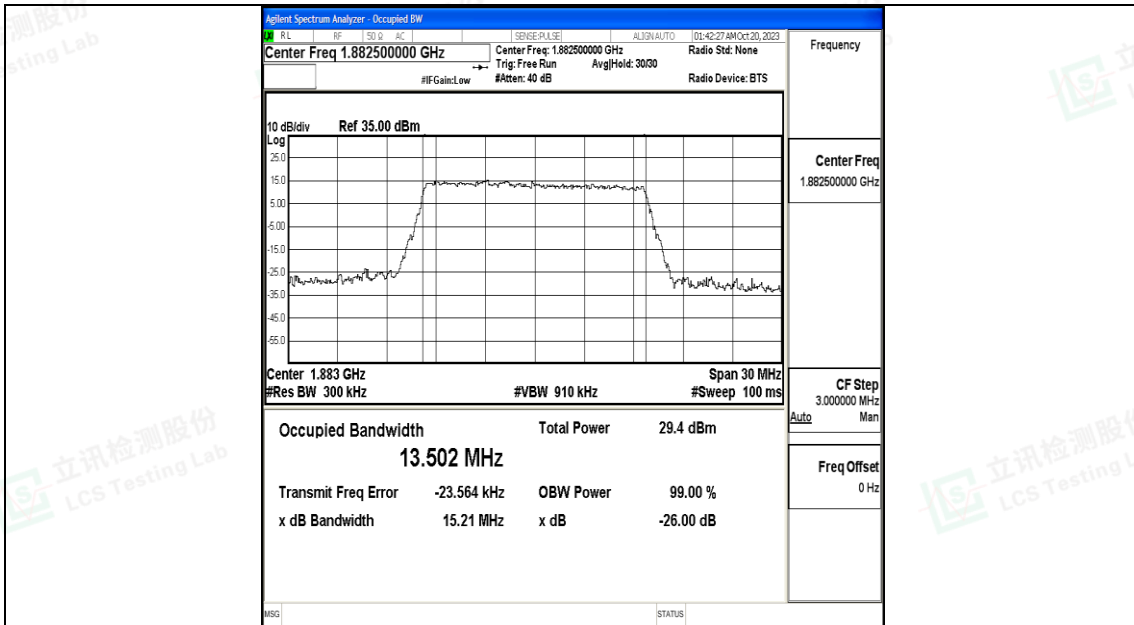 Agilent Spectrum Analyzer - Occupied BW
RL RF 50 Ω AC SENSE:PULSE ALIGN AUTO 01:42:27 AM Oct 20, 2023
Center Freq 1.882500000 GHz
Center Freq: 1.882500000 GHz Radio Std: None
Trig: Free Run Avg|Hold: 30/30
#IFGain:Low #Atten: 40 dB Radio Device: BTS
10 dB/div Ref 35.00 dBm
Log
25.0
15.0
5.00
-5.00
-15.0
-25.0
-35.0
-45.0
-55.0
Center 1.883 GHz Span 30 MHz
#Res BW 300 kHz #VBW 910 kHz #Sweep 100 ms
Occupied Bandwidth Total Power 29.4 dBm
13.502 MHz
Transmit Freq Error -23.564 kHz OBW Power 99.00 %
x dB Bandwidth 15.21 MHz x dB -26.00 dB
MSG STATUS
Frequency
Center Freq
1.882500000 GHz
CF Step
3.000000 MHz
Auto Man
Freq Offset
0 Hz
立讯检测股份
LCS Testing Lab
立讯检测股份
LCS Testing L
测股份
esting Lab